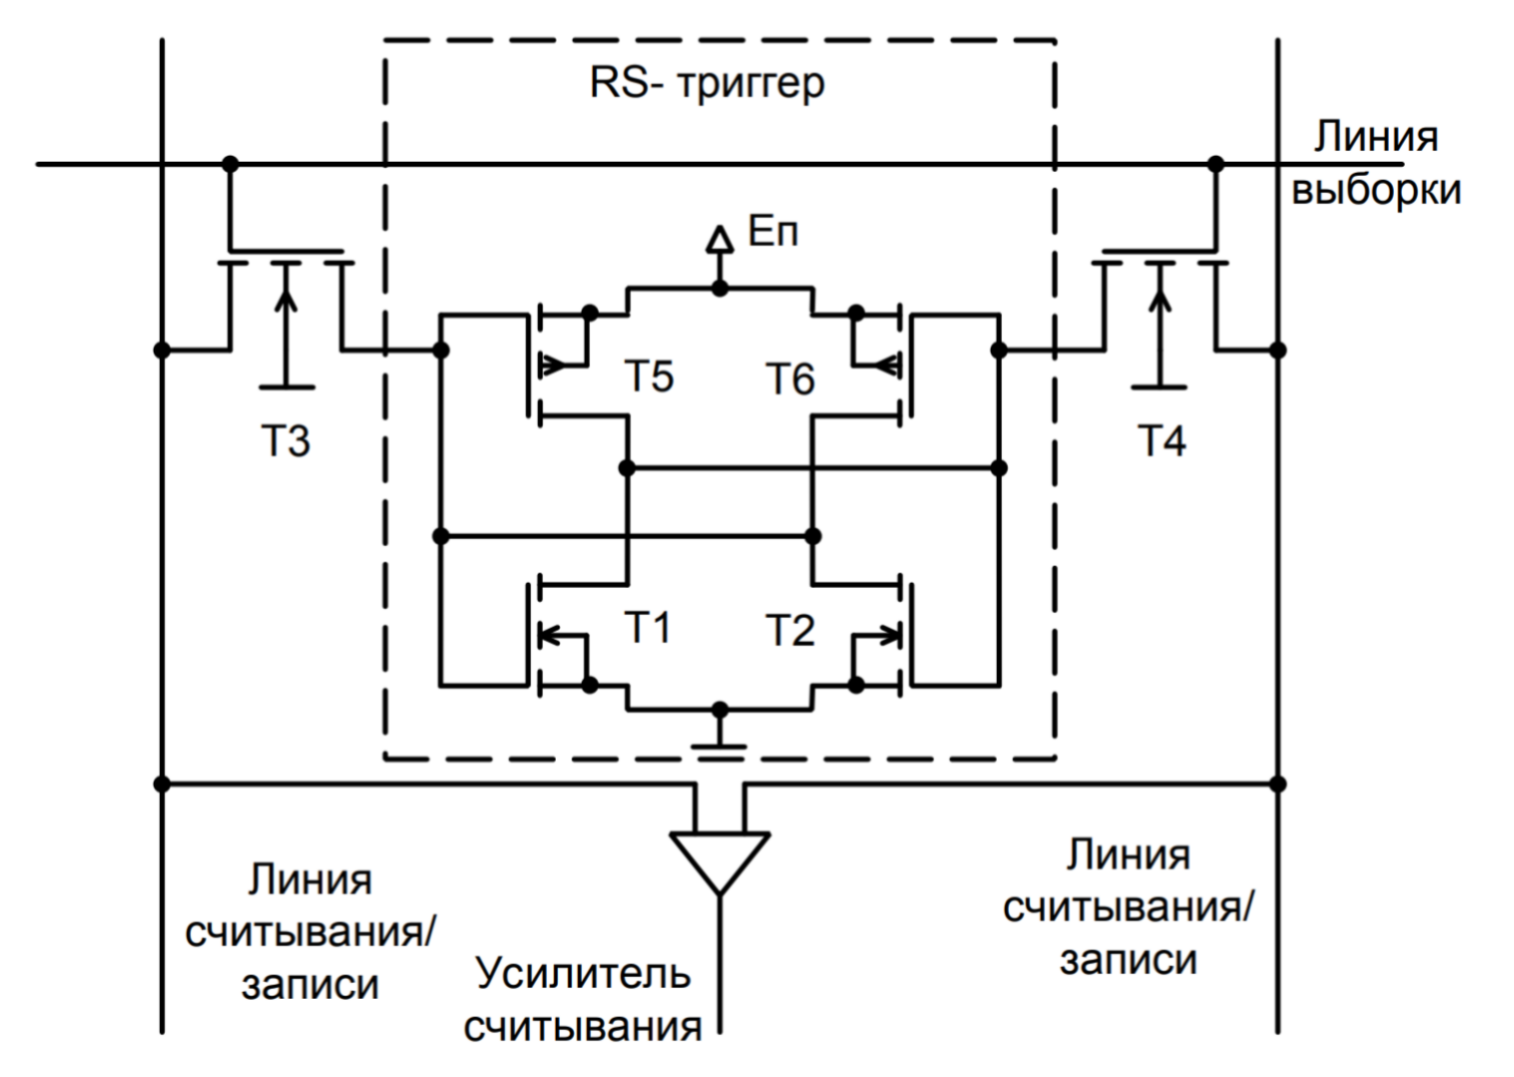 RS- триггер
Линия
выборки
Еп
T5
T6
T3
T4
T1
T2
Линия
считывания/
записи
Линия
считывания/
записи
Усилитель
считывания